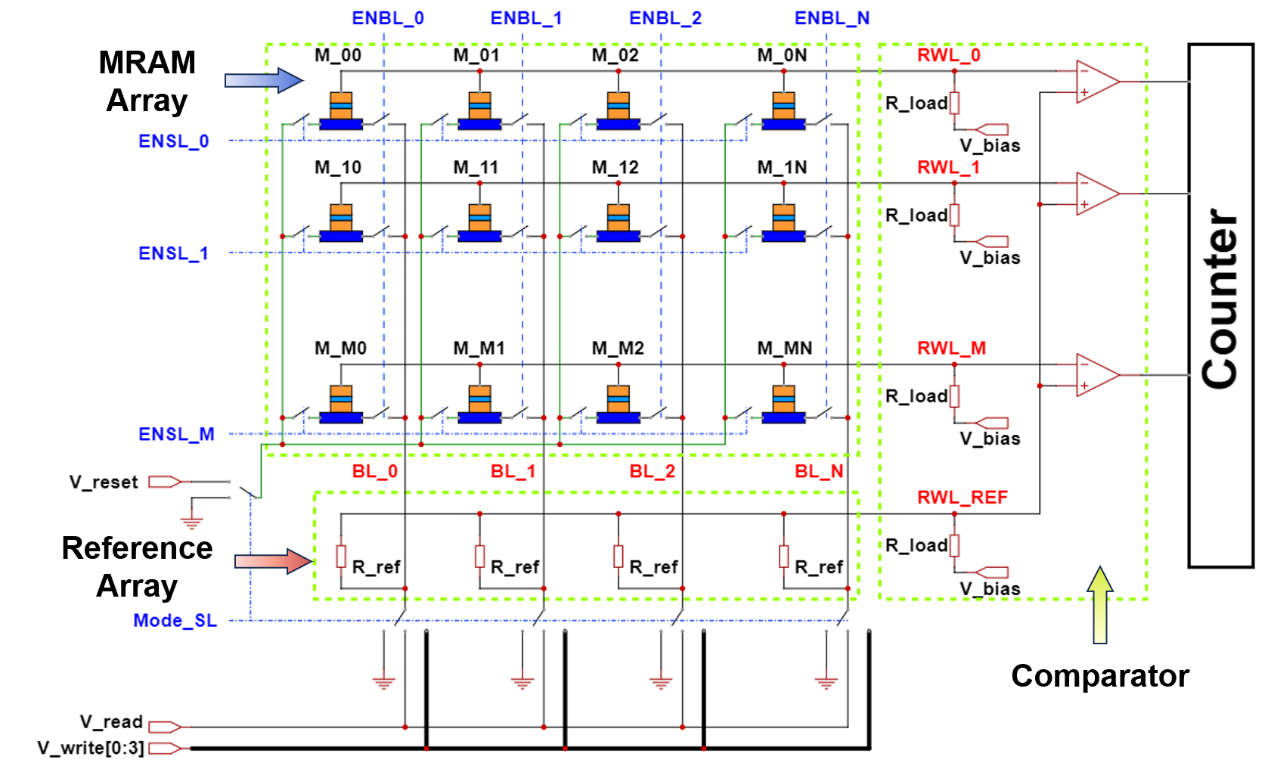 ENBL_0 ENBL_1 ENBL_2 ENBL_N
MRAM
Array
M_00 M_01 M_02 M_0N RWL_0
R_load
V_bias
ENSL_0
M_10 M_11 M_12 M_1N RWL_1
R_load
V_bias
ENSL_1
M_M0 M_M1 M_M2 M_MN RWL_M
R_load
V_bias
ENSL_M
Counter
BL_0 BL_1 BL_2 BL_N
V_reset
RWL_REF
Reference
Array
R_ref R_ref R_ref R_ref
R_load
V_bias
Mode_SL
Comparator
V_read
V_write[0:3]
- + - + - +